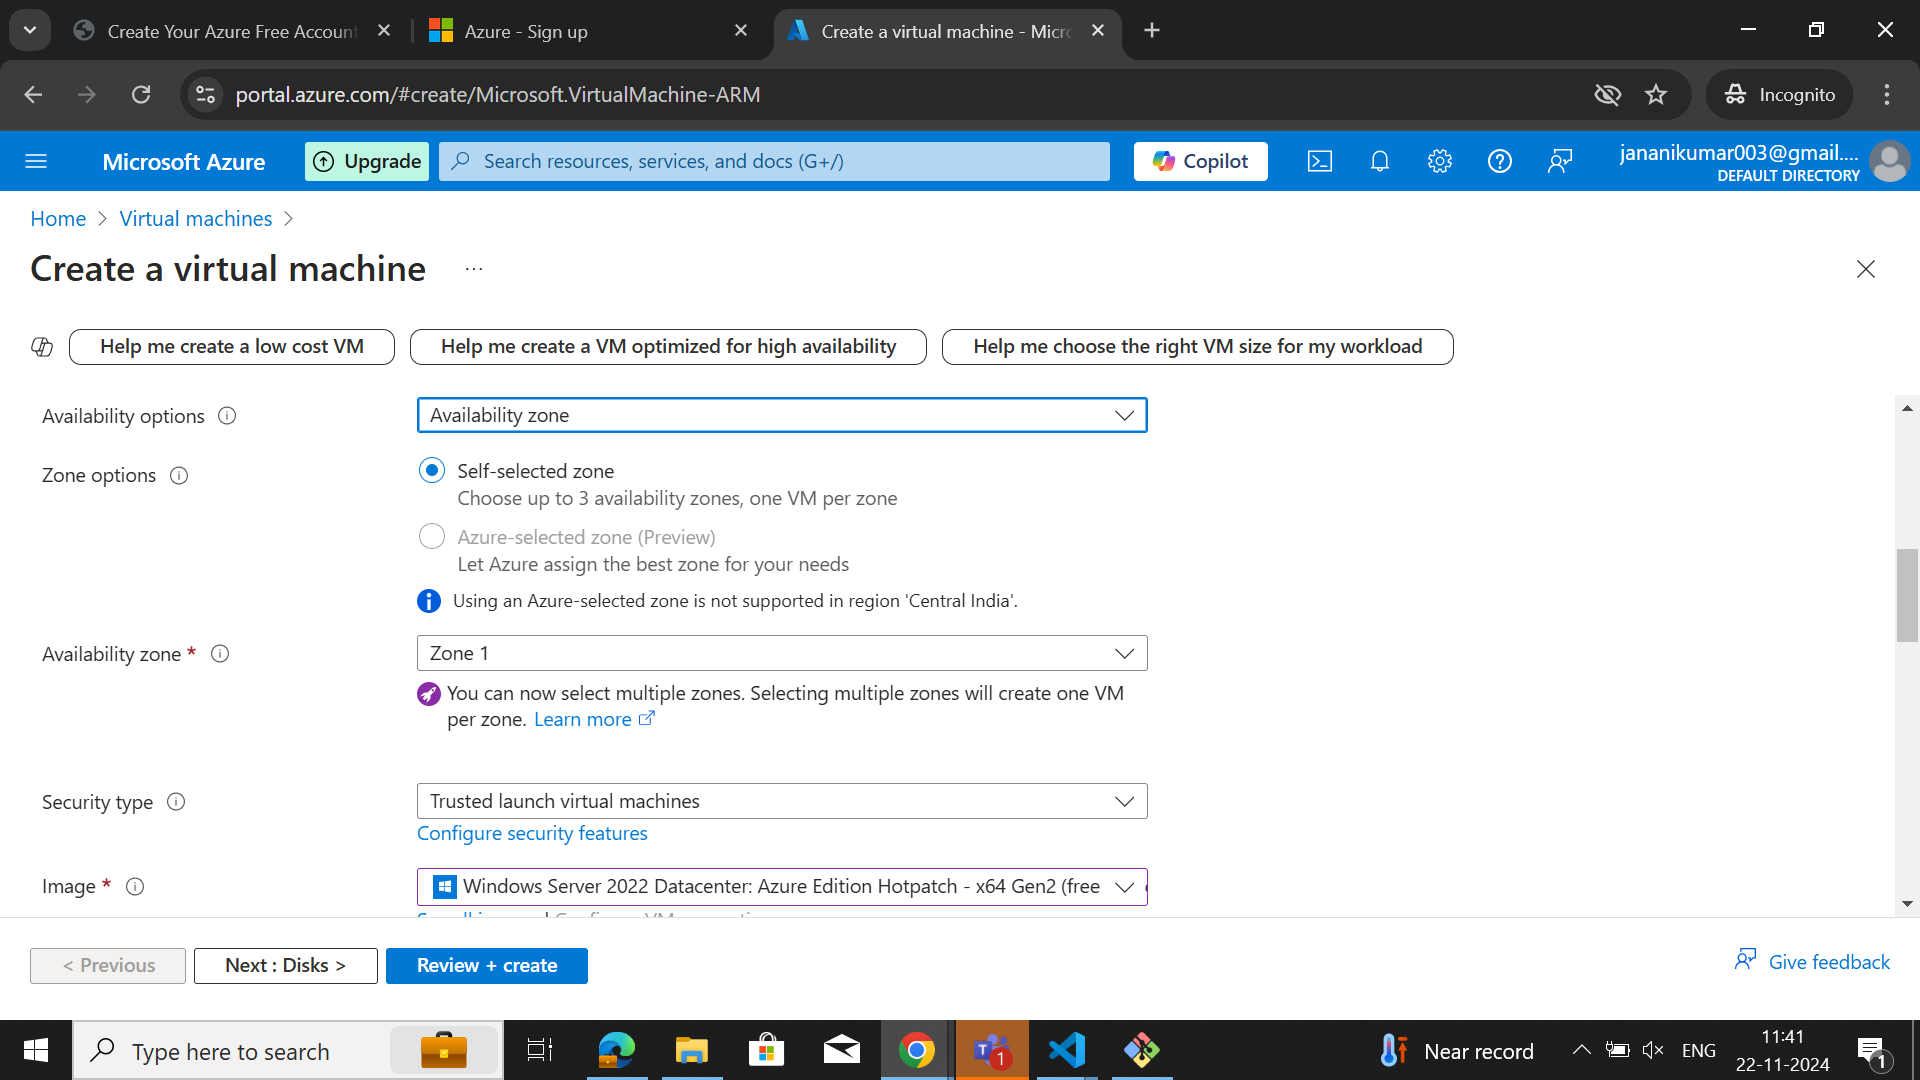 Create Your Azure Free Account
Azure - Sign up
Create a virtual machine - Micro
portal.azure.com/#create/Microsoft.VirtualMachine-ARM
Incognito
Microsoft Azure
Upgrade
Search resources, services, and docs (G+/)
Copilot
jananikumar003@gmail....
DEFAULT DIRECTORY
Home
Virtual machines
Create a virtual machine
...
Help me create a low cost VM
Help me create a VM optimized for high availability
Help me choose the right VM size for my workload
Availability options
Availability zone
Zone options
Self-selected zone
Choose up to 3 availability zones, one VM per zone
Azure-selected zone (Preview)
Let Azure assign the best zone for your needs
Using an Azure-selected zone is not supported in region 'Central India'.
Availability zone *
Zone 1
You can now select multiple zones. Selecting multiple zones will create one VM
per zone. Learn more
Security type
Trusted launch virtual machines
Configure security features
Image *
Windows Server 2022 Datacenter: Azure Edition Hotpatch - x64 Gen2 (free
< Previous
Next : Disks >
Review + create
Give feedback
Type here to search
1
Near record
ENG
11:41
22-11-2024
1